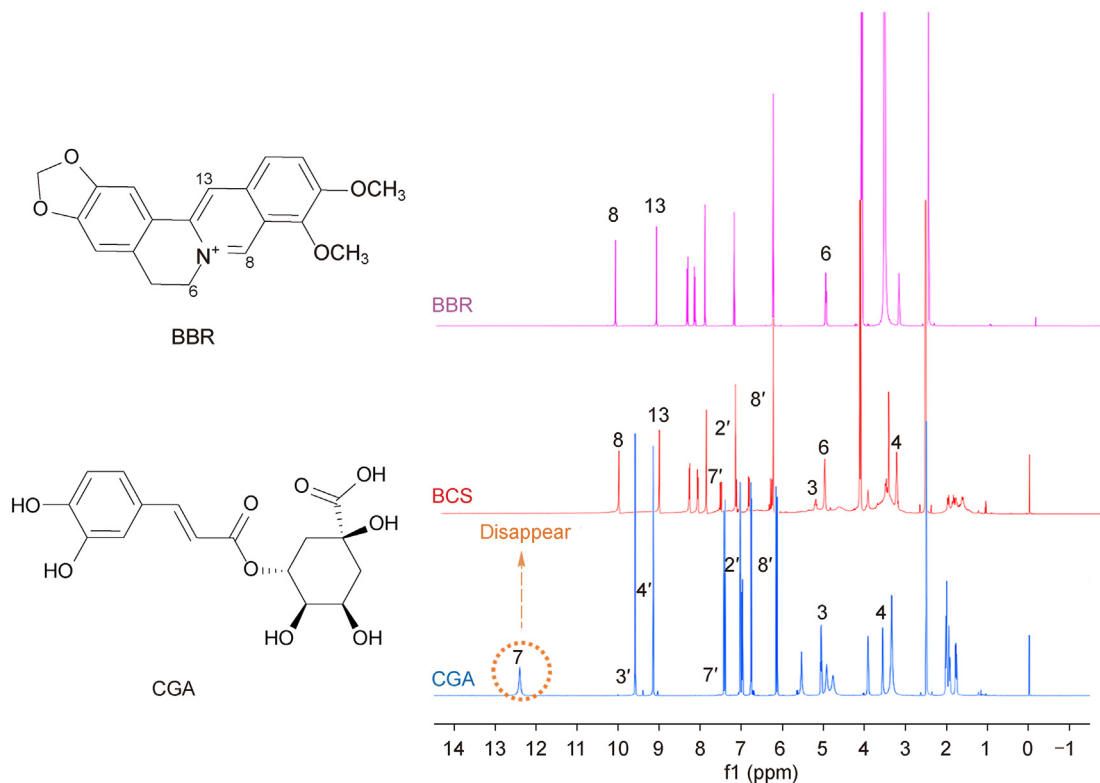 O
O
13
OCH₃
N⁺
8
OCH₃
6
BBR
HO
HO
O
O
O
OH
OH
HO
OH
CGA
8
13
6
BBR
8
13
7′
2′
8′
3
6
4
BCS
Disappear
7
3′
4′
7′
2′
8′
3
4
CGA
14 13 12 11 10 9 8 7 6 5 4 3 2 1 0 −1
f1 (ppm)